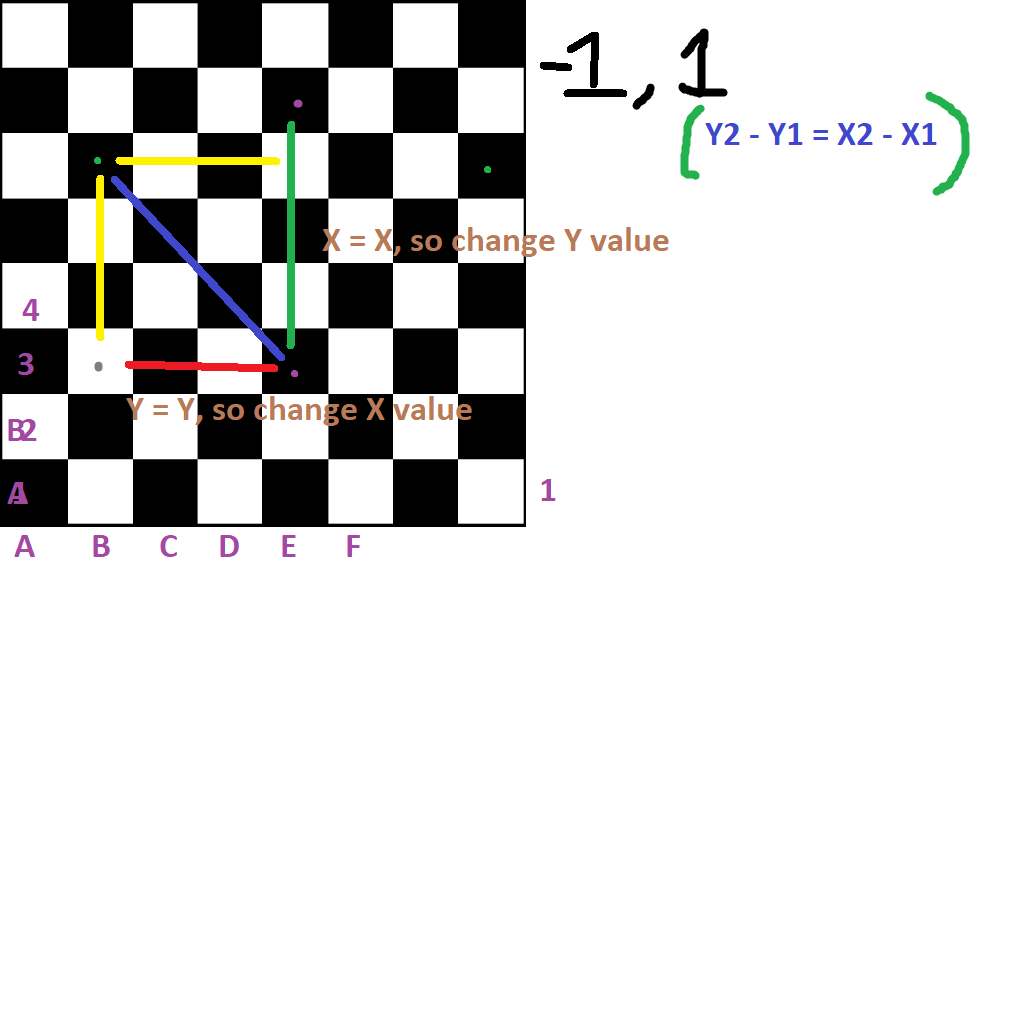 -1, 1
(Y2 - Y1 = X2 - X1)
X = X, so change Y value
4
3
Y = Y, so change X value
B2
A1
1
A B C D E F